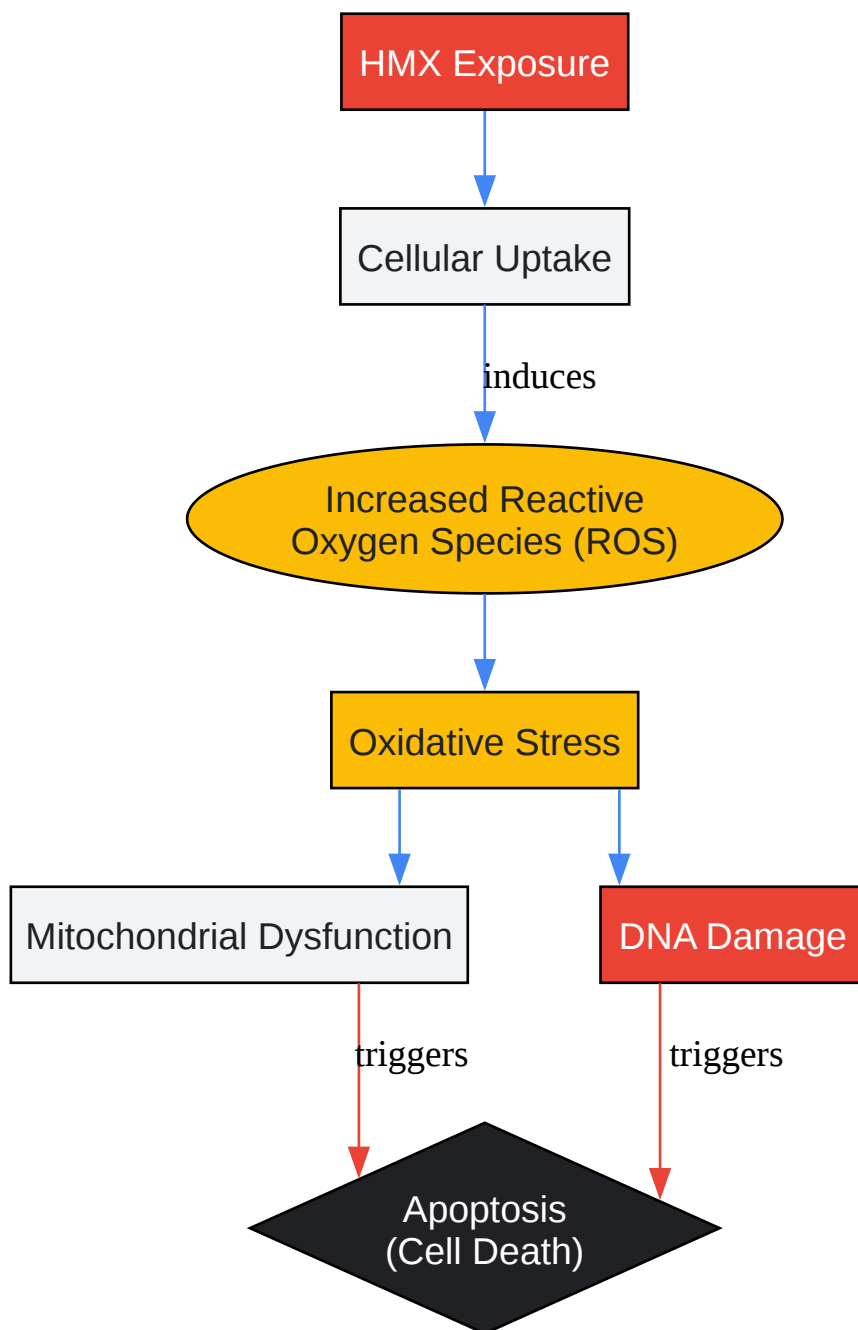 HMX Exposure
Cellular Uptake
induces
Increased Reactive
Oxygen Species (ROS)
Oxidative Stress
Mitochondrial Dysfunction
DNA Damage
triggers
triggers
Apoptosis
(Cell Death)